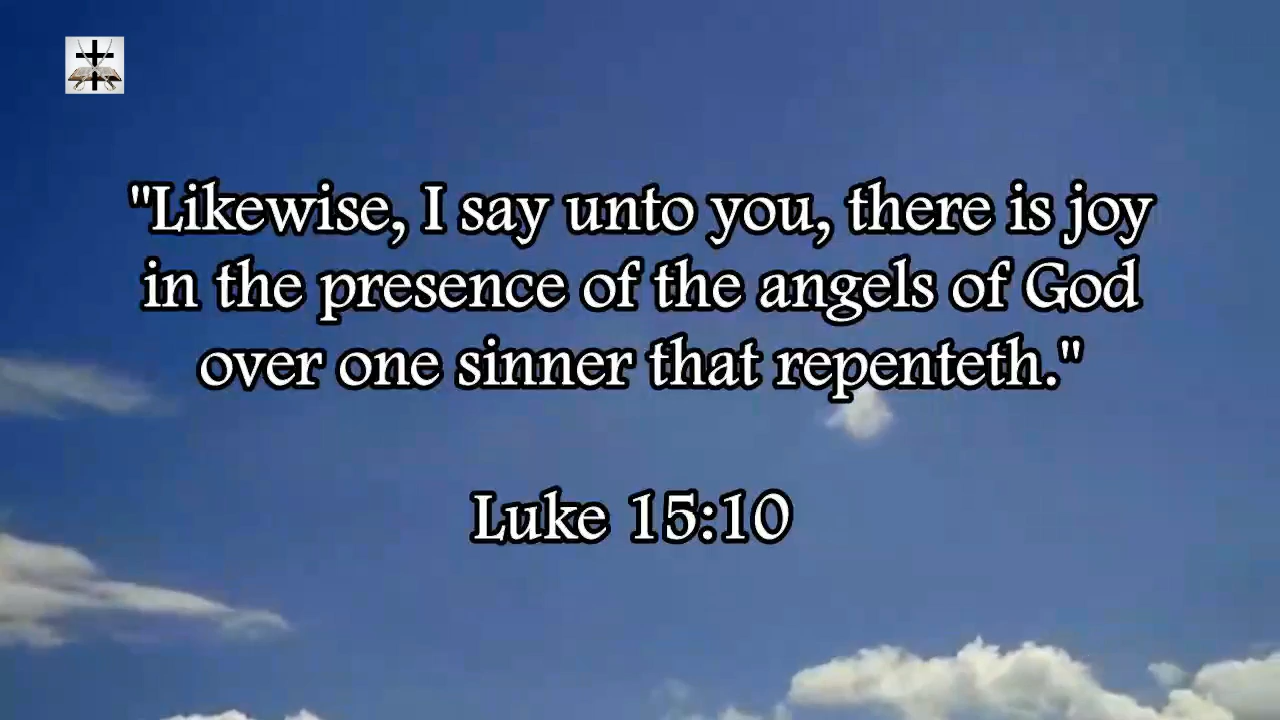 "Likewise, I say unto you, there is joy
in the presence of the angels of God
over one sinner that repenteth."
Luke 15:10